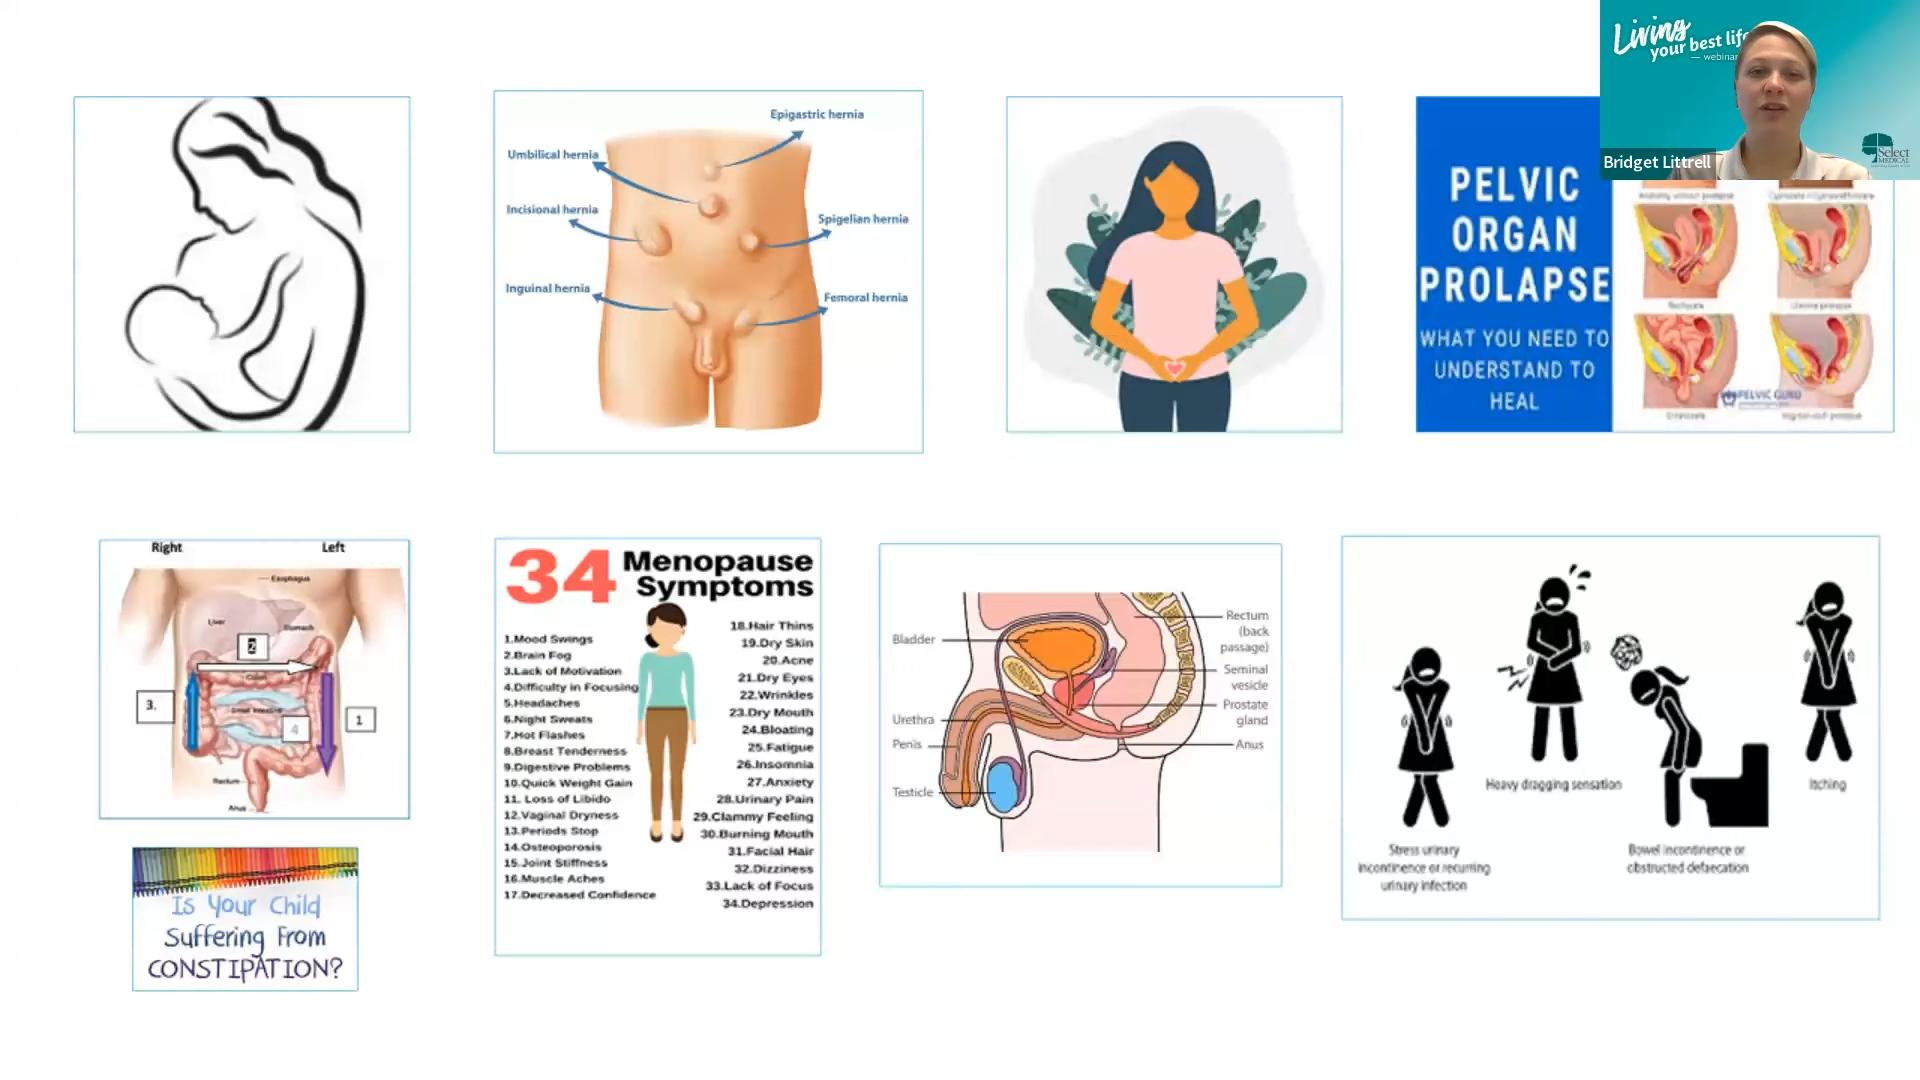 Living
your best life
— webinar
Select
MEDICAL
Bridget Littrell
Epigastric hernia
Umbilical hernia
Incisional hernia
Spigelian hernia
Inguinal hernia
Femoral hernia
PELVIC
ORGAN
PROLAPSE
WHAT YOU NEED TO
UNDERSTAND TO
HEAL
Rectocele
Uterine prolapse
PELVIC GURU
Right
Left
Esophagus
Liver
Stomach
2
Colon
Small Intestine
3.
4
1
Rectum
Anus
Is Your Child
Suffering From
CONSTIPATION?
34 Menopause
Symptoms
1.Mood Swings
2.Brain Fog
3.Lack of Motivation
4.Difficulty in Focusing
5.Headaches
6.Night Sweats
7.Hot Flashes
8.Breast Tenderness
9.Digestive Problems
10.Quick Weight Gain
11. Loss of Libido
12.Vaginal Dryness
13.Periods Stop
14.Osteoporosis
15.Joint Stiffness
16.Muscle Aches
17.Decreased Confidence
18.Hair Thins
19.Dry Skin
20.Acne
21.Dry Eyes
22.Wrinkles
23.Dry Mouth
24.Bloating
25.Fatigue
26.Insomnia
27.Anxiety
28.Urinary Pain
29.Clammy Feeling
30.Burning Mouth
31.Facial Hair
32.Dizziness
33.Lack of Focus
34.Depression
Bladder
Urethra
Penis
Testicle
Rectum
(back
passage)
Seminal
vesicle
Prostate
gland
Anus
Heavy dragging sensation
Itching
Stress urinary
incontinence or recurring
urinary infection
Bowel incontinence or
obstructed defaecation